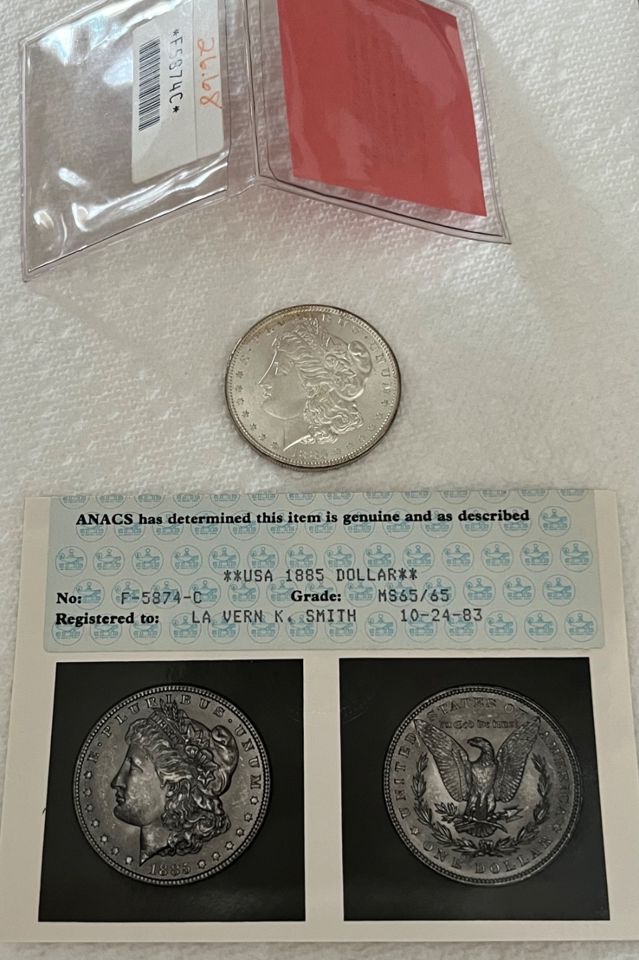 26.68
*F5874C*
ANACS has determined this item is genuine and as described
**USA 1885 DOLLAR**
No: F-5874-C Grade: MS65/65
Registered to: LA VERN K. SMITH 10-24-83
E·PLURIBUS·UNUM
1885
UNITED STATES OF AMERICA
In God We Trust
ONE DOLLAR